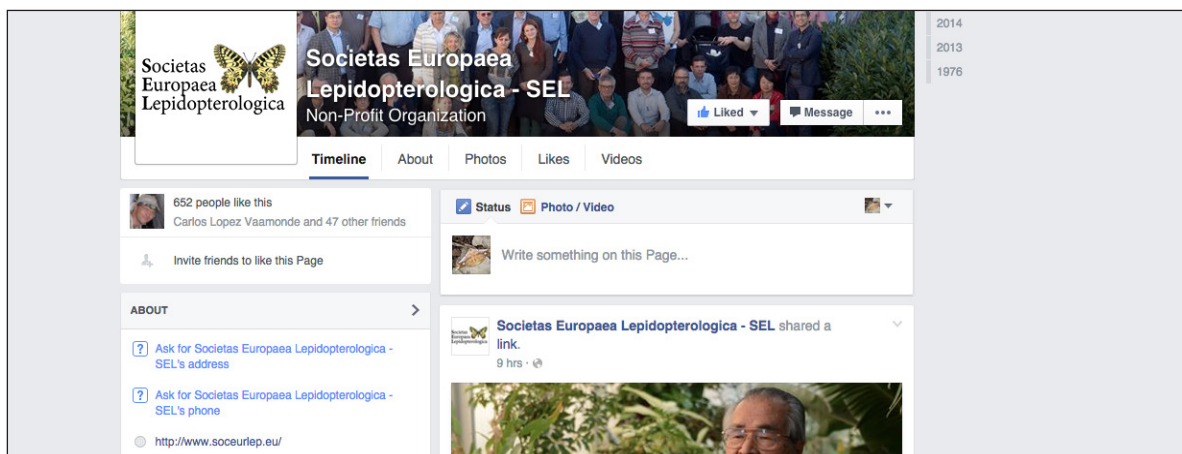 Societas
Europaea
Lepidopterologica
Societas Europaea
Lepidopterologica - SEL
Non-Profit Organization
Liked
Message
Timeline
About
Photos
Likes
Videos
2014
2013
1976
652 people like this
Carlos Lopez Vaamonde and 47 other friends
Invite friends to like this Page
ABOUT
? Ask for Societas Europaea Lepidopterologica -
SEL's address
? Ask for Societas Europaea Lepidopterologica -
SEL's phone
http://www.soceurlep.eu/
Status
Photo / Video
Write something on this Page...
Societas
Europaea
Lepidopterologica
Societas Europaea Lepidopterologica - SEL shared a
link.
9 hrs ·